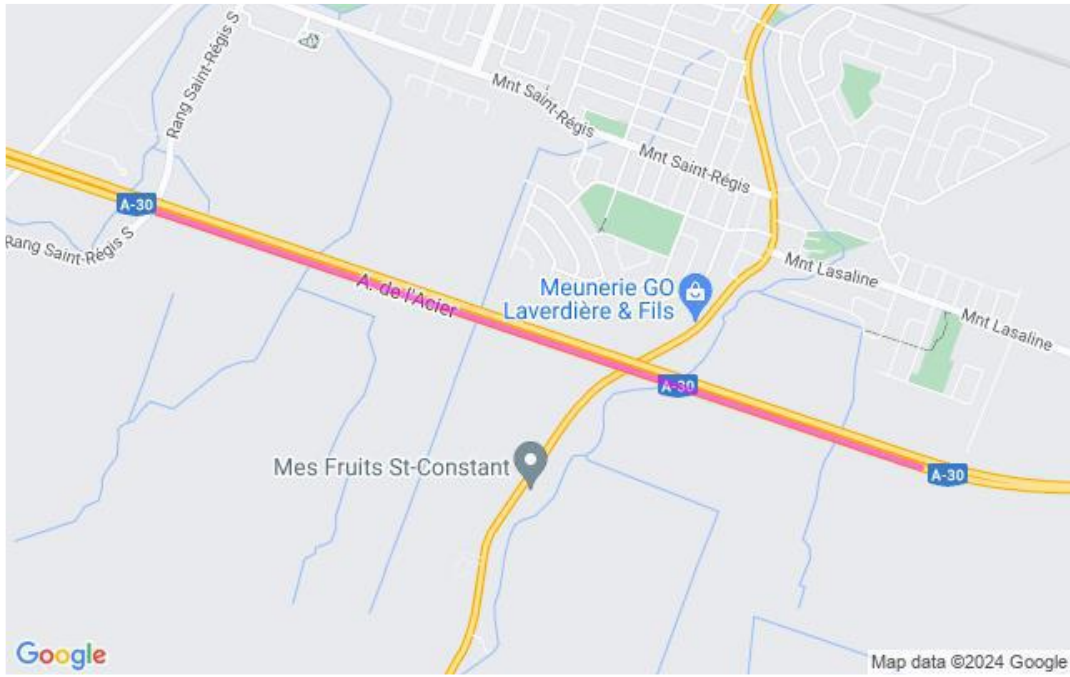 Rang Saint-Régis S
Mnt Saint-Régis
Mnt Saint-Régis
A-30
Rang Saint-Régis S
Mnt Lasaline
A. de l'Acier
Meunerie GO
Laverdière & Fils
Mnt Lasaline
A-30
Mes Fruits St-Constant
A-30
Google
Map data ©2024 Google